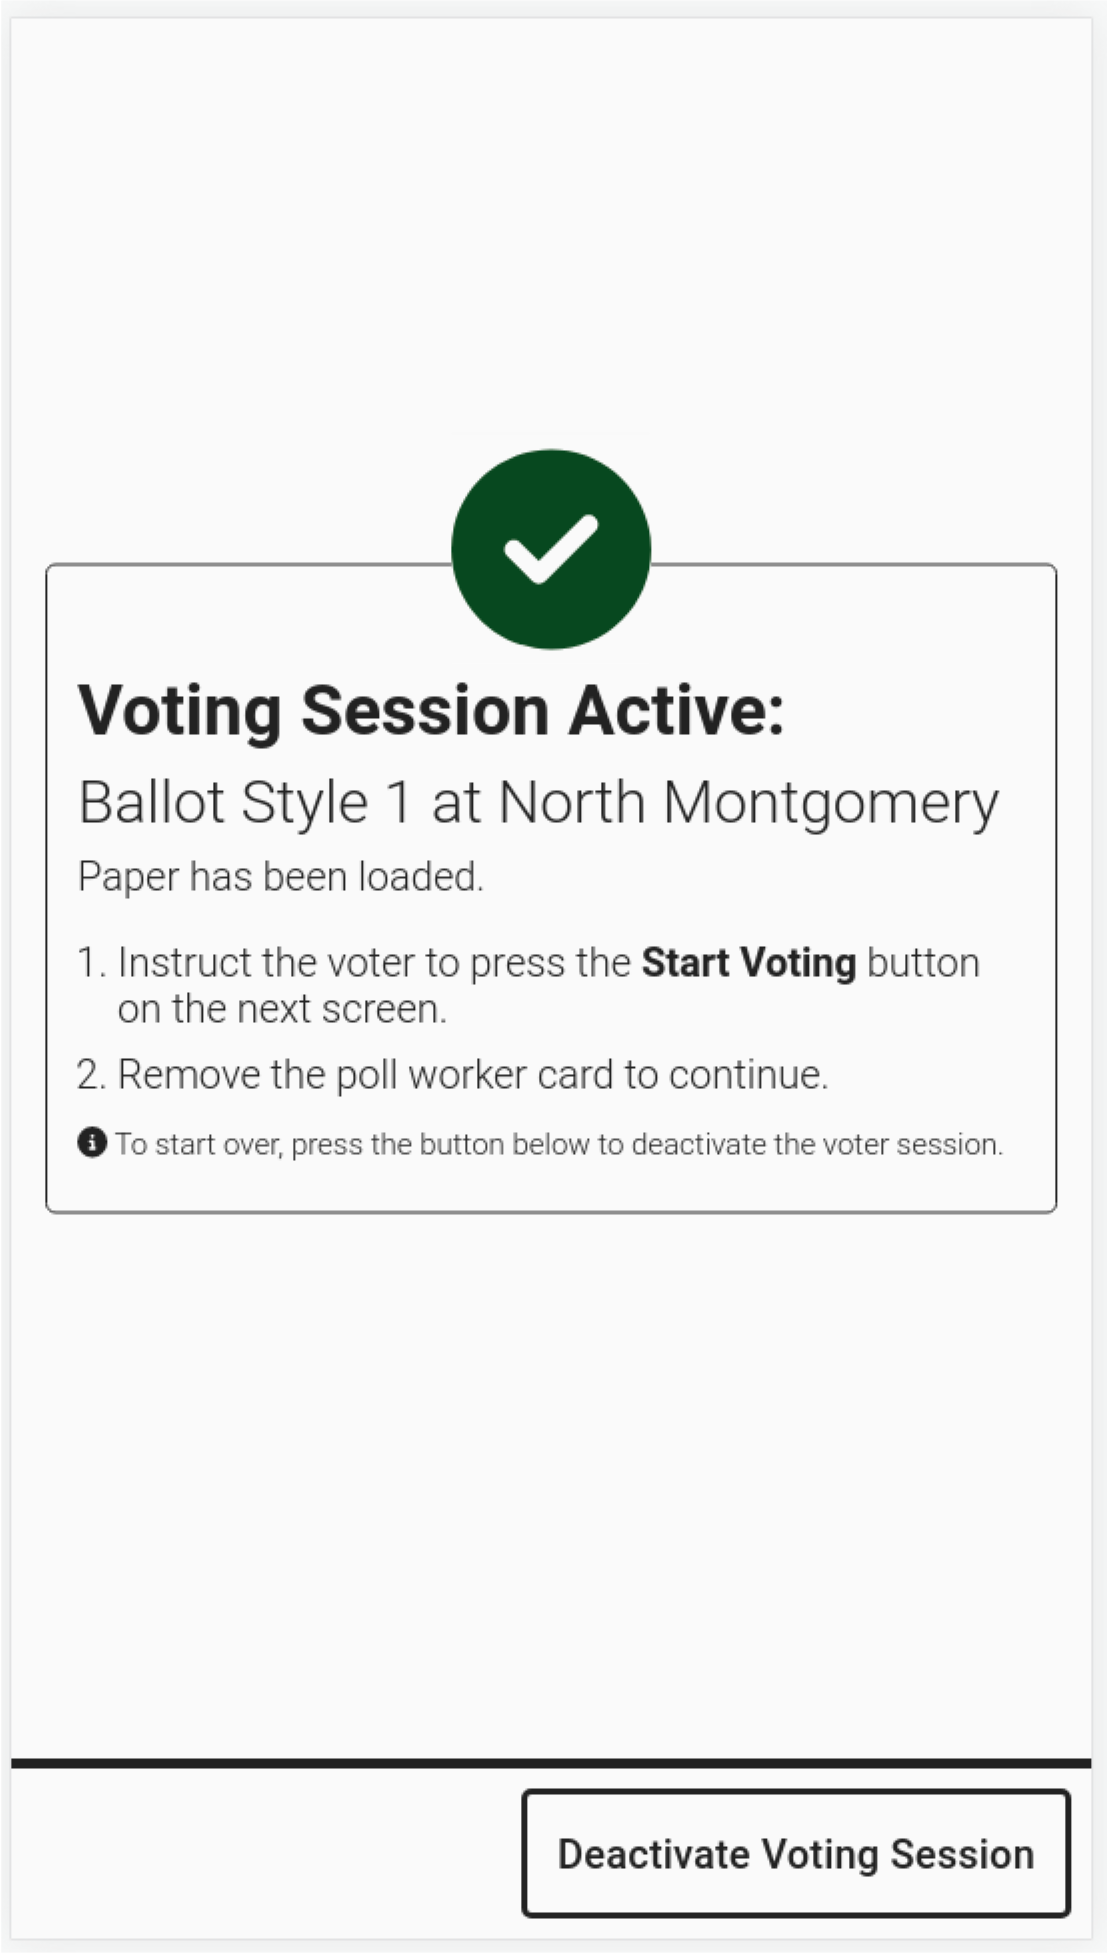 Voting Session Active:
Ballot Style 1 at North Montgomery
Paper has been loaded.
1. Instruct the voter to press the Start Voting button
on the next screen.
2. Remove the poll worker card to continue.
To start over, press the button below to deactivate the voter session.
Deactivate Voting Session